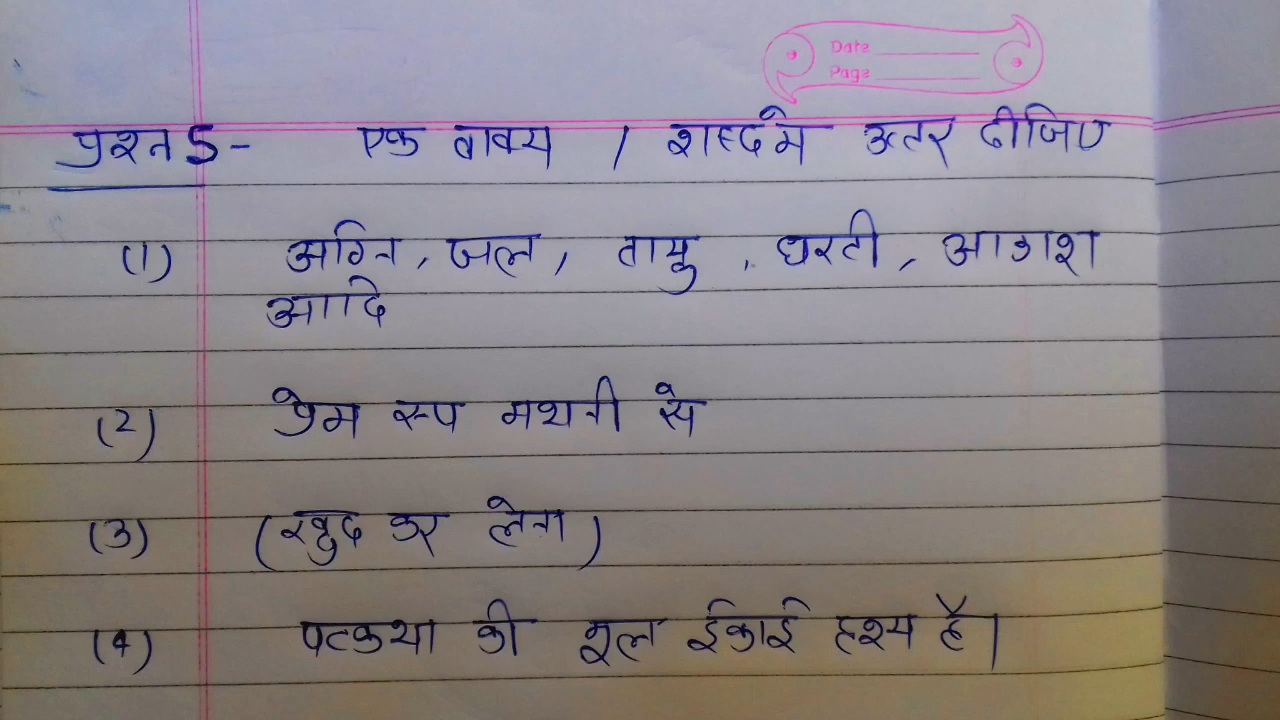 Date
Page
प्रश्न 5- एक वाक्य / शब्द मे उत्तर दीजिए
(1) अग्नि, जल, वायु, धरती, आकाश
आदि
(2) प्रेम रूप मथानी से
(3) (खुद कर लेना)
(4) पटकथा की मूल ईकाई दृश्य है।